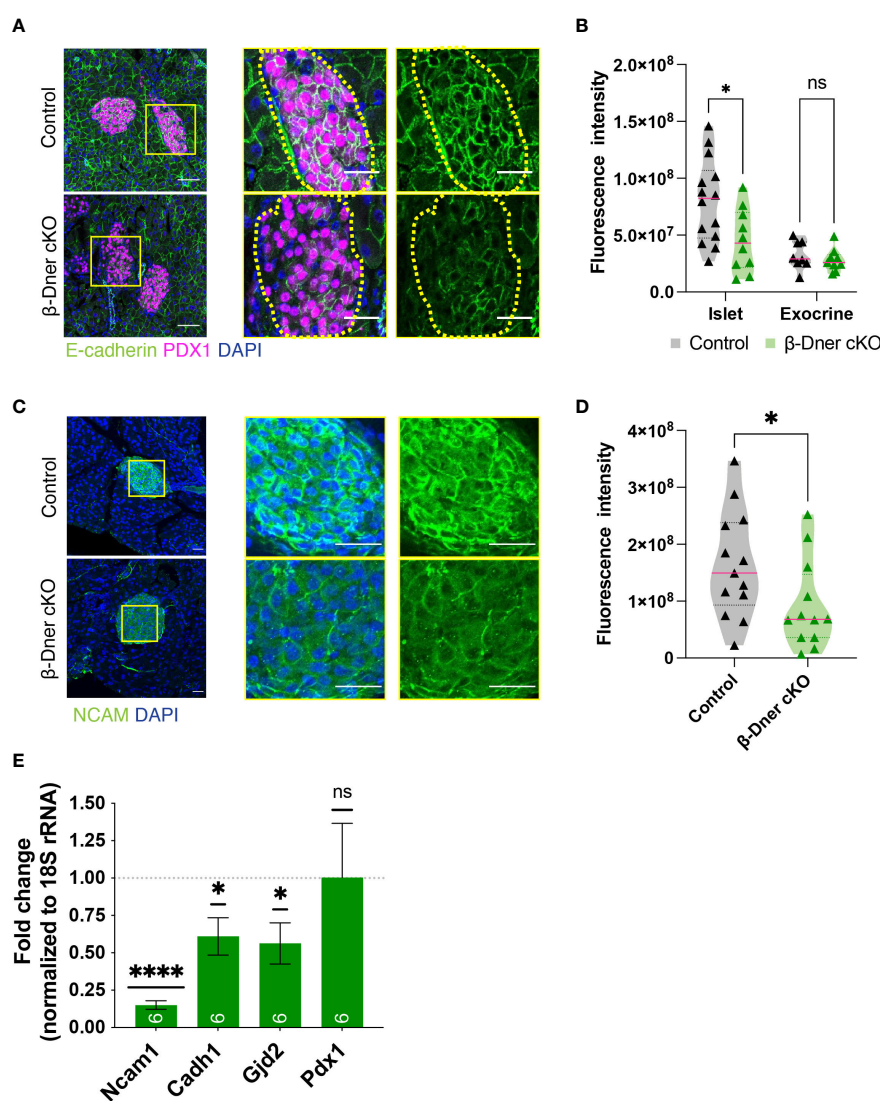 A
Control
β-Dner cKO
E-cadherin PDX1 DAPI
B
Fluorescence intensity
2.0×10⁸
1.5×10⁸
1.0×10⁸
5.0×10⁷
0.0
*
ns
Islet
Exocrine
Control
β-Dner cKO
C
Control
β-Dner cKO
NCAM DAPI
D
Fluorescence intensity
4×10⁸
3×10⁸
2×10⁸
1×10⁸
0
*
Control
β-Dner cKO
E
Fold change
(normalized to 18S rRNA)
1.50
1.25
1.00
0.75
0.50
0.25
0.00
****
*
*
ns
6
6
6
6
Ncam1
Cadh1
Gjd2
Pdx1